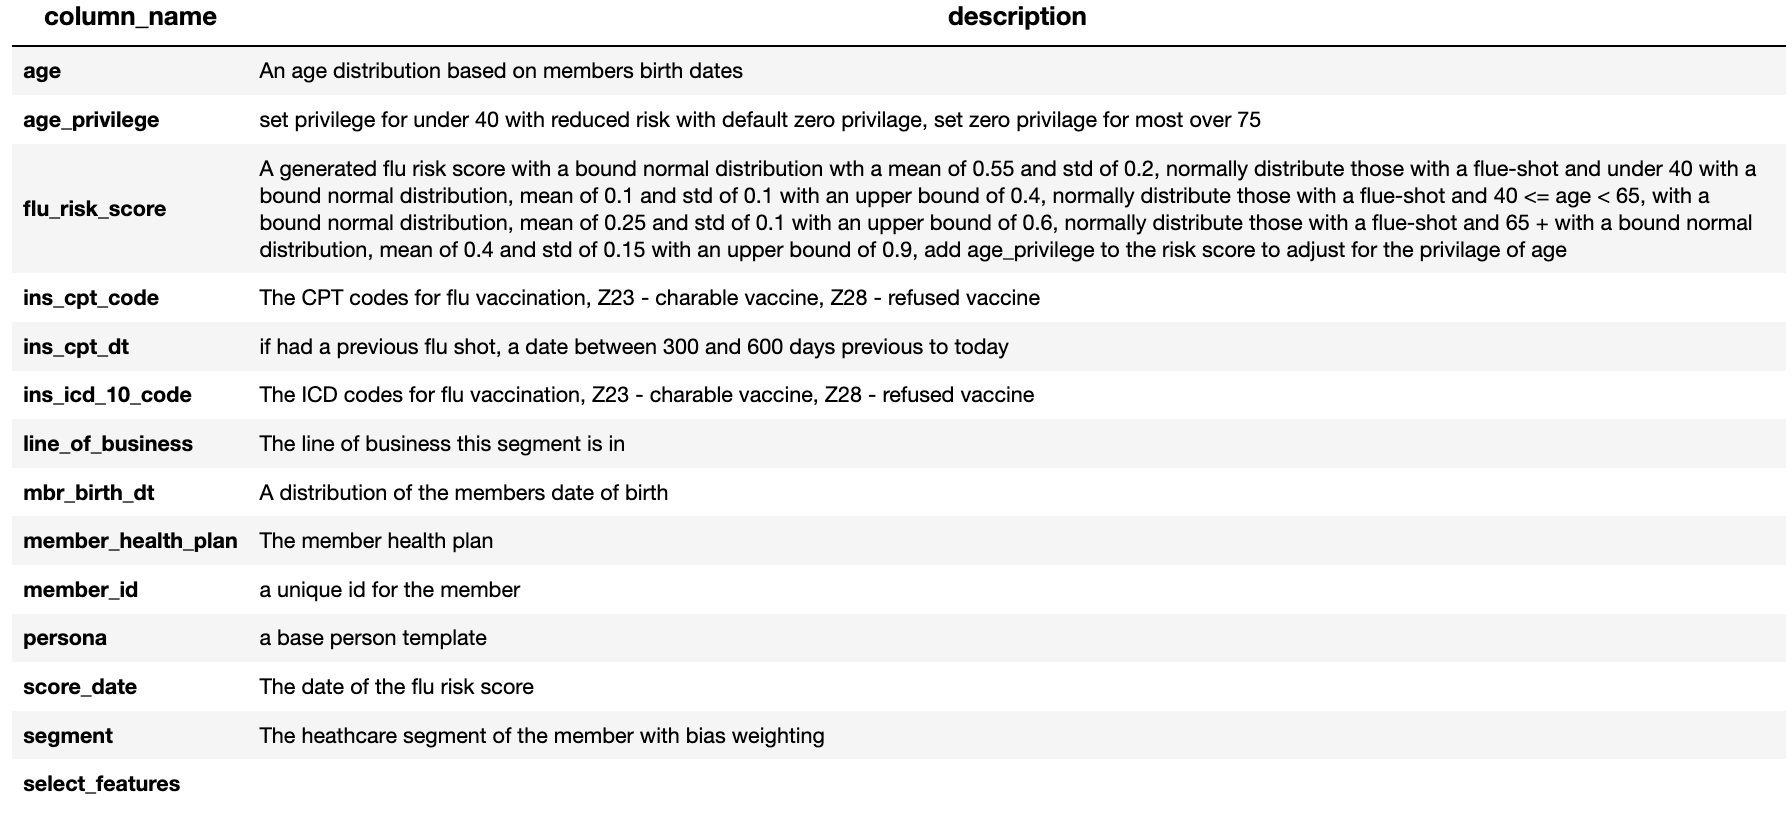 column_name description
age An age distribution based on members birth dates
age_privilege set privilege for under 40 with reduced risk with default zero privilage, set zero privilage for most over 75
A generated flu risk score with a bound normal distribution wth a mean of 0.55 and std of 0.2, normally distribute those with a flue-shot and under 40 with a
bound normal distribution, mean of 0.1 and std of 0.1 with an upper bound of 0.4, normally distribute those with a flue-shot and 40 <= age < 65, with a
flu_risk_score
bound normal distribution, mean of 0.25 and std of 0.1 with an upper bound of 0.6, normally distribute those with a flue-shot and 65 + with a bound normal
distribution, mean of 0.4 and std of 0.15 with an upper bound of 0.9, add age_privilege to the risk score to adjust for the privilage of age
ins_cpt_code The CPT codes for flu vaccination, Z23 - charable vaccine, Z28 - refused vaccine
ins_cpt_dt if had a previous flu shot, a date between 300 and 600 days previous to today
ins_icd_10_code The ICD codes for flu vaccination, Z23 - charable vaccine, Z28 - refused vaccine
line_of_business The line of business this segment is in
mbr_birth_dt A distribution of the members date of birth
member_health_plan The member health plan
member_id a unique id for the member
persona a base person template
score_date The date of the flu risk score
segment The heathcare segment of the member with bias weighting
select_features